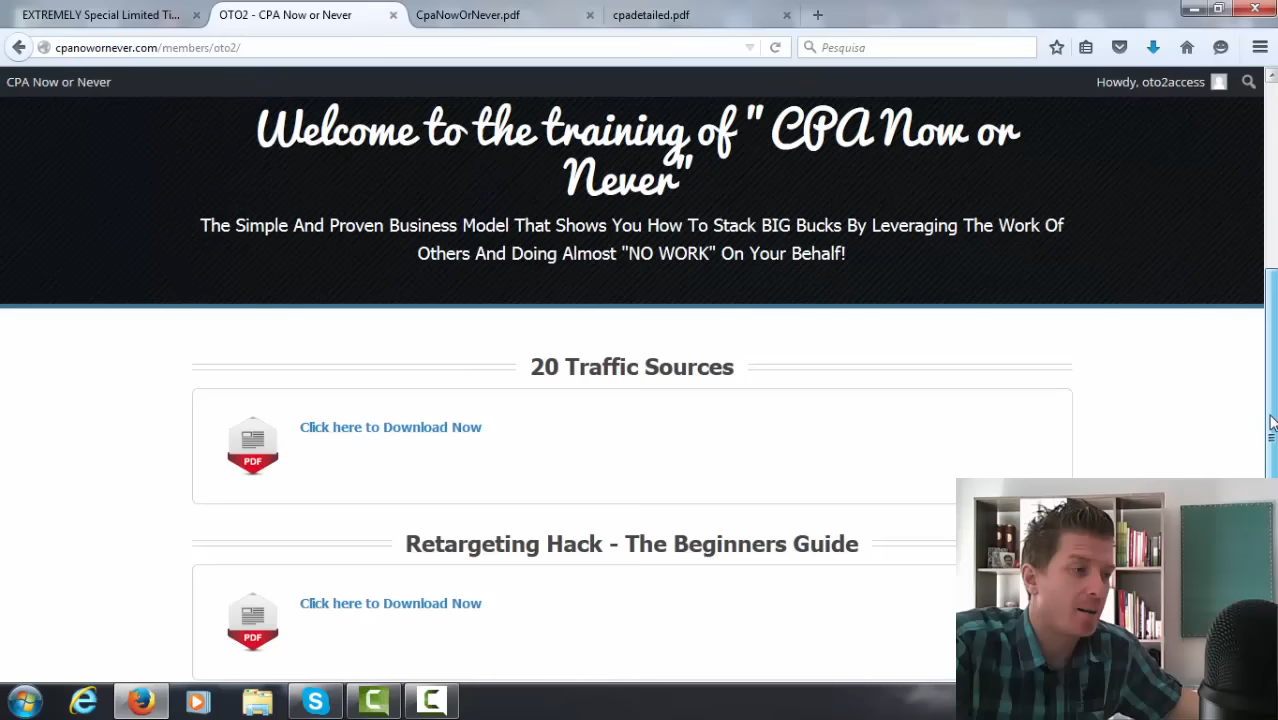 EXTREMELY Special Limited Ti...
OTO2 - CPA Now or Never
CpaNowOrNever.pdf
cpadetailed.pdf
cpanowornever.com/members/oto2/
Pesquisa
CPA Now or Never
Howdy, oto2access
Welcome to the training of " CPA Now or
Never"
The Simple And Proven Business Model That Shows You How To Stack BIG Bucks By Leveraging The Work Of
Others And Doing Almost "NO WORK" On Your Behalf!
20 Traffic Sources
Click here to Download Now
PDF
Retargeting Hack - The Beginners Guide
Click here to Download Now
PDF